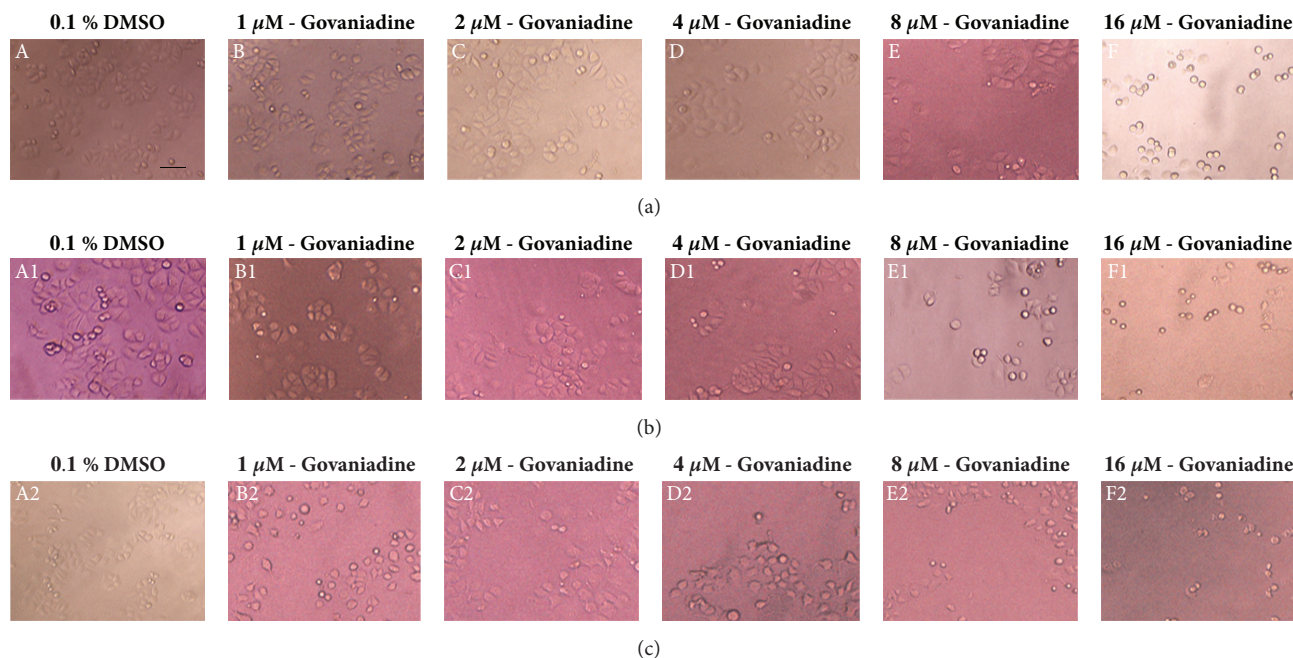 0.1 % DMSO 1 μM - Govaniadine 2 μM - Govaniadine 4 μM - Govaniadine 8 μM - Govaniadine 16 μM - Govaniadine
A B C D E F
(a)
0.1 % DMSO 1 μM - Govaniadine 2 μM - Govaniadine 4 μM - Govaniadine 8 μM - Govaniadine 16 μM - Govaniadine
A1 B1 C1 D1 E1 F1
(b)
0.1 % DMSO 1 μM - Govaniadine 2 μM - Govaniadine 4 μM - Govaniadine 8 μM - Govaniadine 16 μM - Govaniadine
A2 B2 C2 D2 E2 F2
(c)